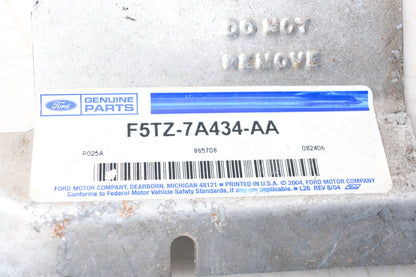 DO NOT
REMOVE
Ford
GENUINE
PARTS
F5TZ-7A434-AA
P025A 865708 082406
FORD MOTOR COMPANY, DEARBORN, MICHIGAN 48121 ■ PRINTED IN U.S.A. © 2004, FORD MOTOR COMPANY
Conforms to Federal Motor Vehicle Safety Standards, if any are applicable. ■ L28 REV 8/04